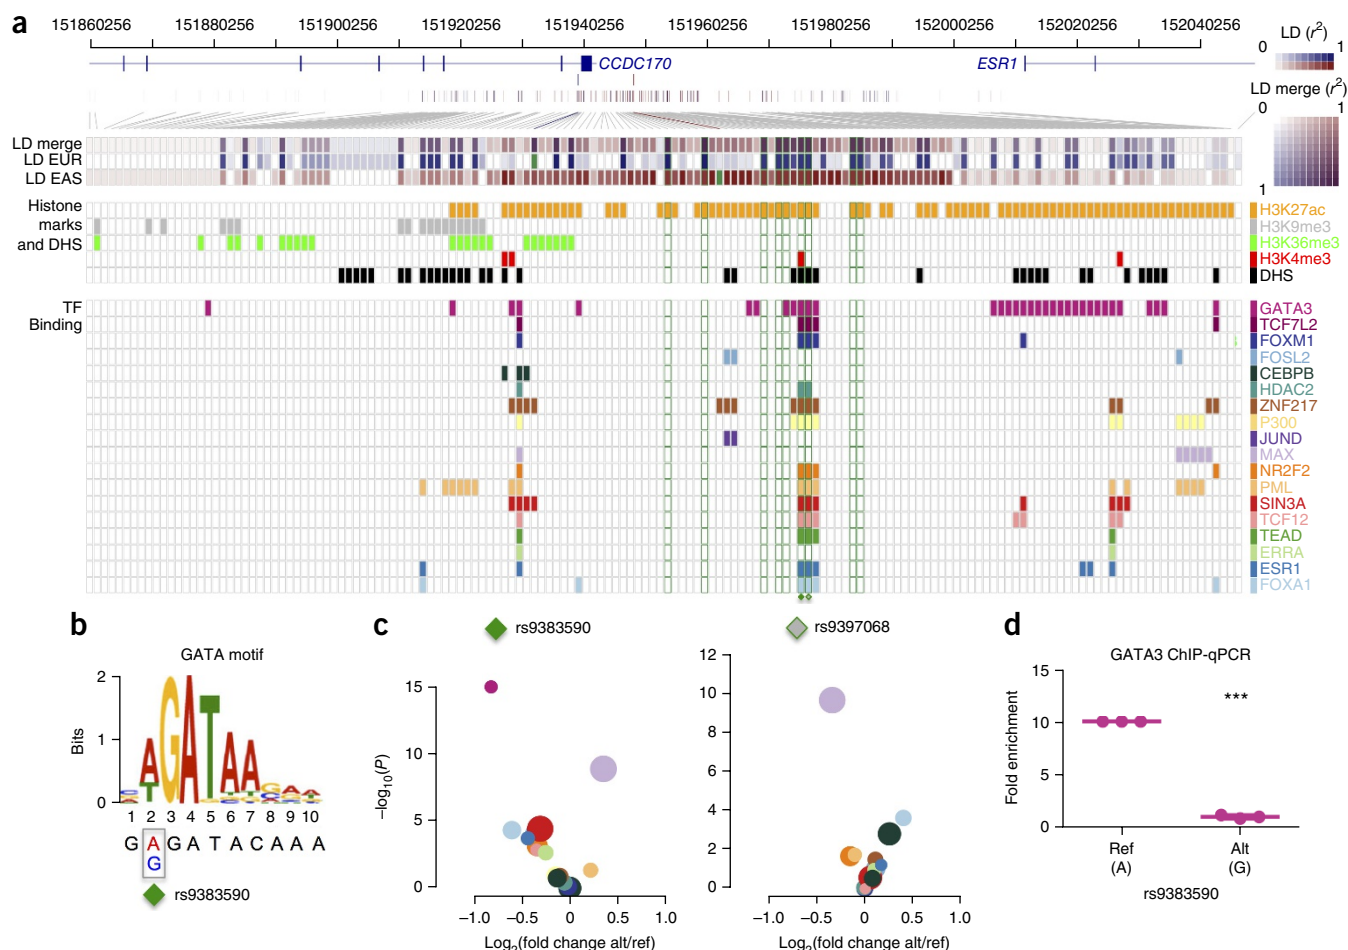 a
151860256 151880256 151900256 151920256 151940256 151960256 151980256 152000256 152020256 152040256
LD (r2)
0 1
CCDC170 ESR1
LD merge (r2)
0 1
1
LD merge
LD EUR
LD EAS
Histone
marks
and DHS
H3K27ac
H3K9me3
H3K36me3
H3K4me3
DHS
TF
Binding
GATA3
TCF7L2
FOXM1
FOSL2
CEBPB
HDAC2
ZNF217
P300
JUND
MAX
NR2F2
PML
SIN3A
TCF12
TEAD
ERRA
ESR1
FOXA1
b
GATA motif
Bits
2
1
0
1 2 3 4 5 6 7 8 9 10
G A G A T A C A A A
G
rs9383590
c
rs9383590
–log10(P)
15
10
5
0
–1.0 –0.5 0 0.5 1.0
Log2(fold change alt/ref)
rs9397068
12
10
8
6
4
2
0
–1.0 –0.5 0 0.5 1.0
Log2(fold change alt/ref)
d
GATA3 ChIP-qPCR
Fold enrichment
15
10
5
0
***
Ref Alt
(A) (G)
rs9383590